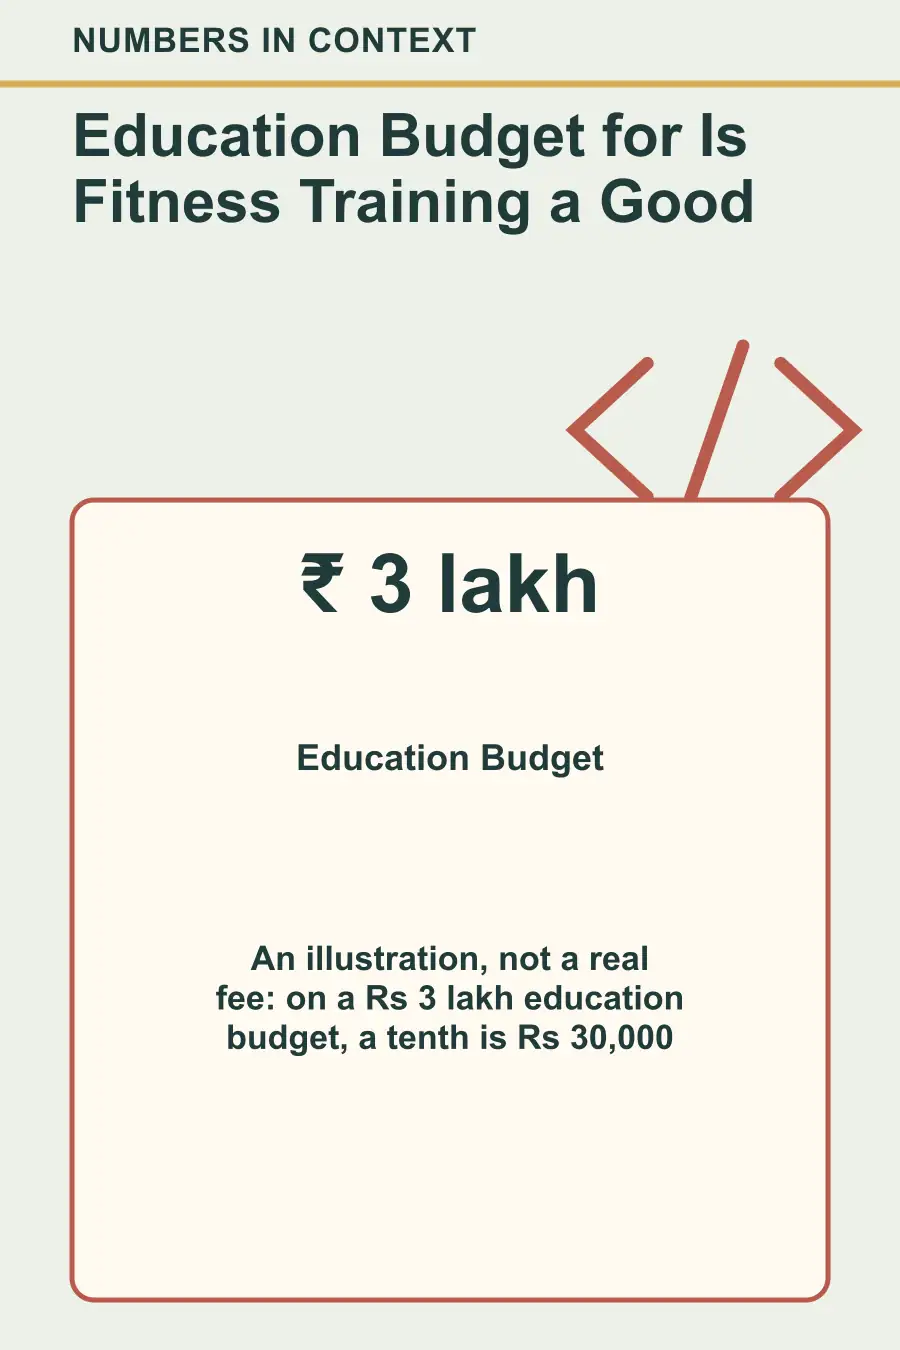 NUMBERS IN CONTEXT
Education Budget for Is
Fitness Training a Good
₹ 3 lakh
Education Budget
An illustration, not a real
fee: on a Rs 3 lakh education
budget, a tenth is Rs 30,000